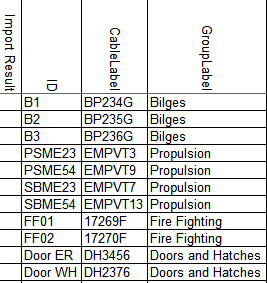 Import Result ID CableLabel GroupLabel
B1 BP234G Bilges
B2 BP235G Bilges
B3 BP236G Bilges
PSME23 EMPVT3 Propulsion
PSME54 EMPVT9 Propulsion
SBME23 EMPVT7 Propulsion
SBME54 EMPVT13 Propulsion
FF01 17269F Fire Fighting
FF02 17270F Fire Fighting
Door ER DH3456 Doors and Hatches
Door WH DH2376 Doors and Hatches